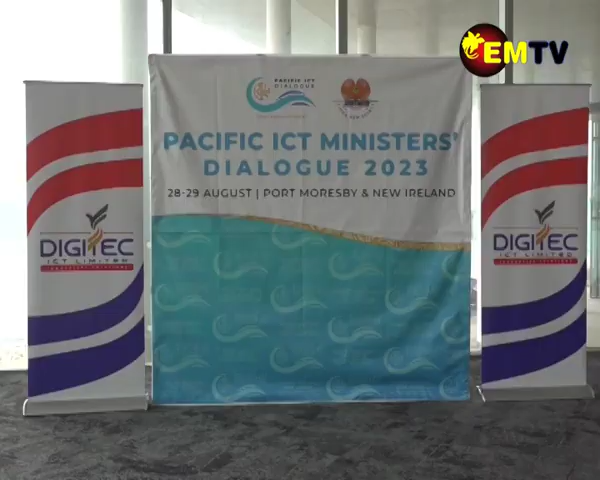 EMTV
PACIFIC ICT
DIALOGUE
PACIFIC ICT MINISTERS'
DIALOGUE 2023
28-29 AUGUST | PORT MORESBY & NEW IRELAND
DIGITEC
ICT LIMITED
DIGITEC
ICT LIMITED